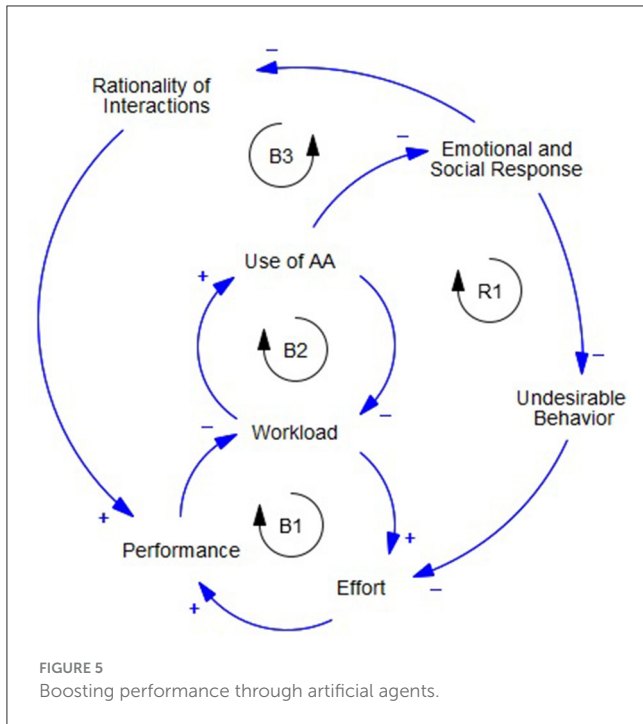 −
Rationality of
Interactions
B3
−
Emotional and
Social Response
Use of AA
+
R1
B2
−
Undesirable
Behavior
−
−
Workload
+
Performance
B1
+
Effort
−
+
FIGURE 5
Boosting performance through artificial agents.